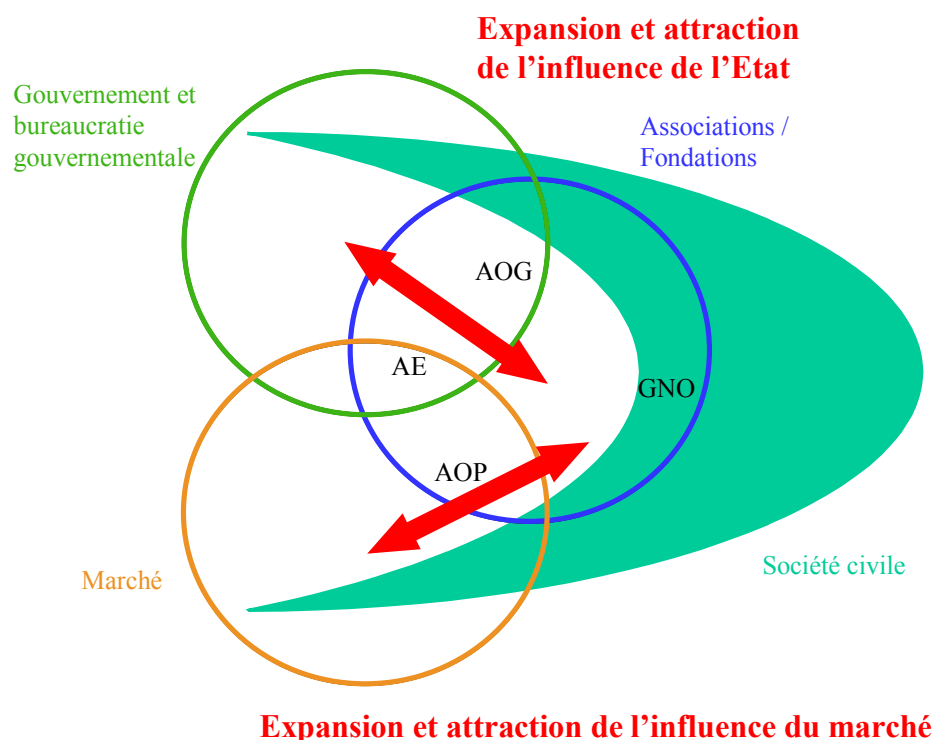 Expansion et attraction
de l’influence de l’Etat
Gouvernement et
bureaucratie
gouvernementale
Associations /
Fondations
AOG
AE
GNO
AOP
Marché
Société civile
Expansion et attraction de l’influence du marché